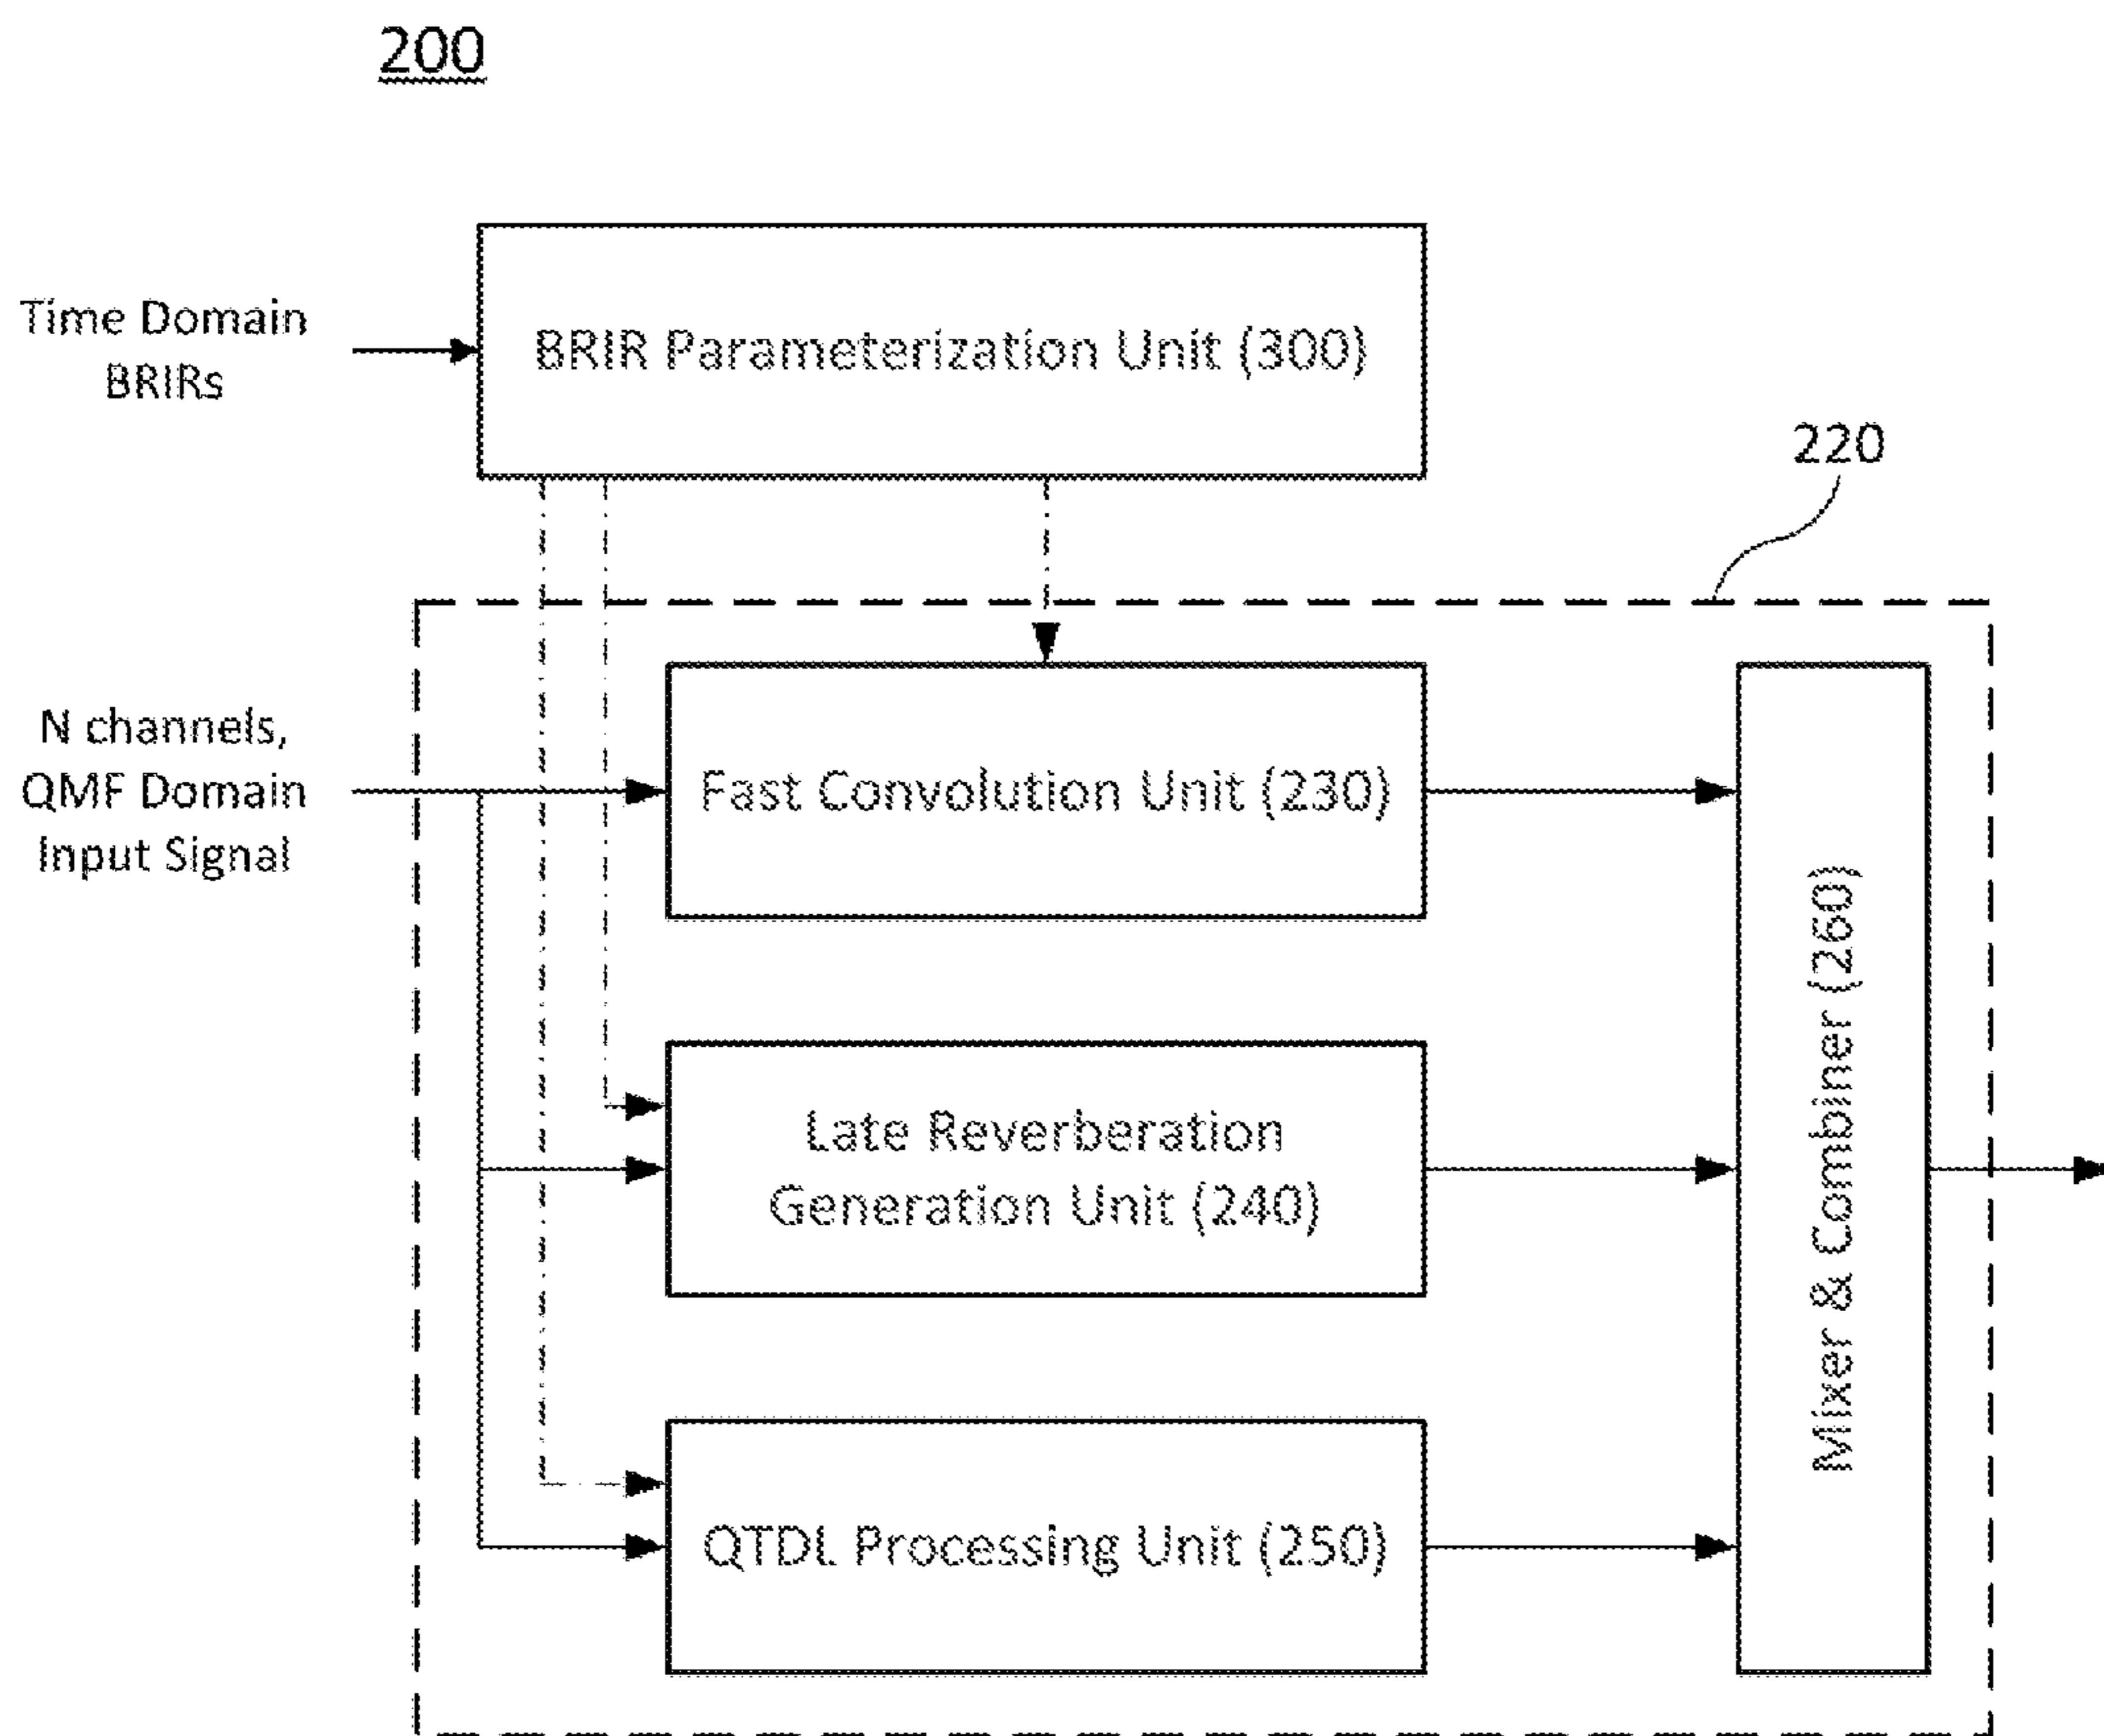 200
Time Domain
BRIRs
BRIR Parameterization Unit (300)
220
N channels,
QMF Domain
Input Signal
Fast Convolution Unit (230)
Late Reverberation
Generation Unit (240)
QTDL Processing Unit (250)
Mixer & Combiner (260)